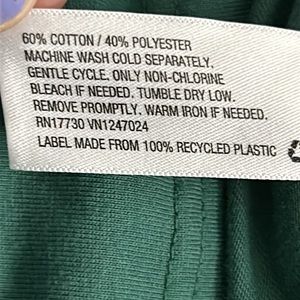 60% COTTON / 40% POLYESTER
MACHINE WASH COLD SEPARATELY.
GENTLE CYCLE. ONLY NON-CHLORINE
BLEACH IF NEEDED. TUMBLE DRY LOW.
REMOVE PROMPTLY. WARM IRON IF NEEDED.
RN17730 VN1247024
LABEL MADE FROM 100% RECYCLED PLASTIC